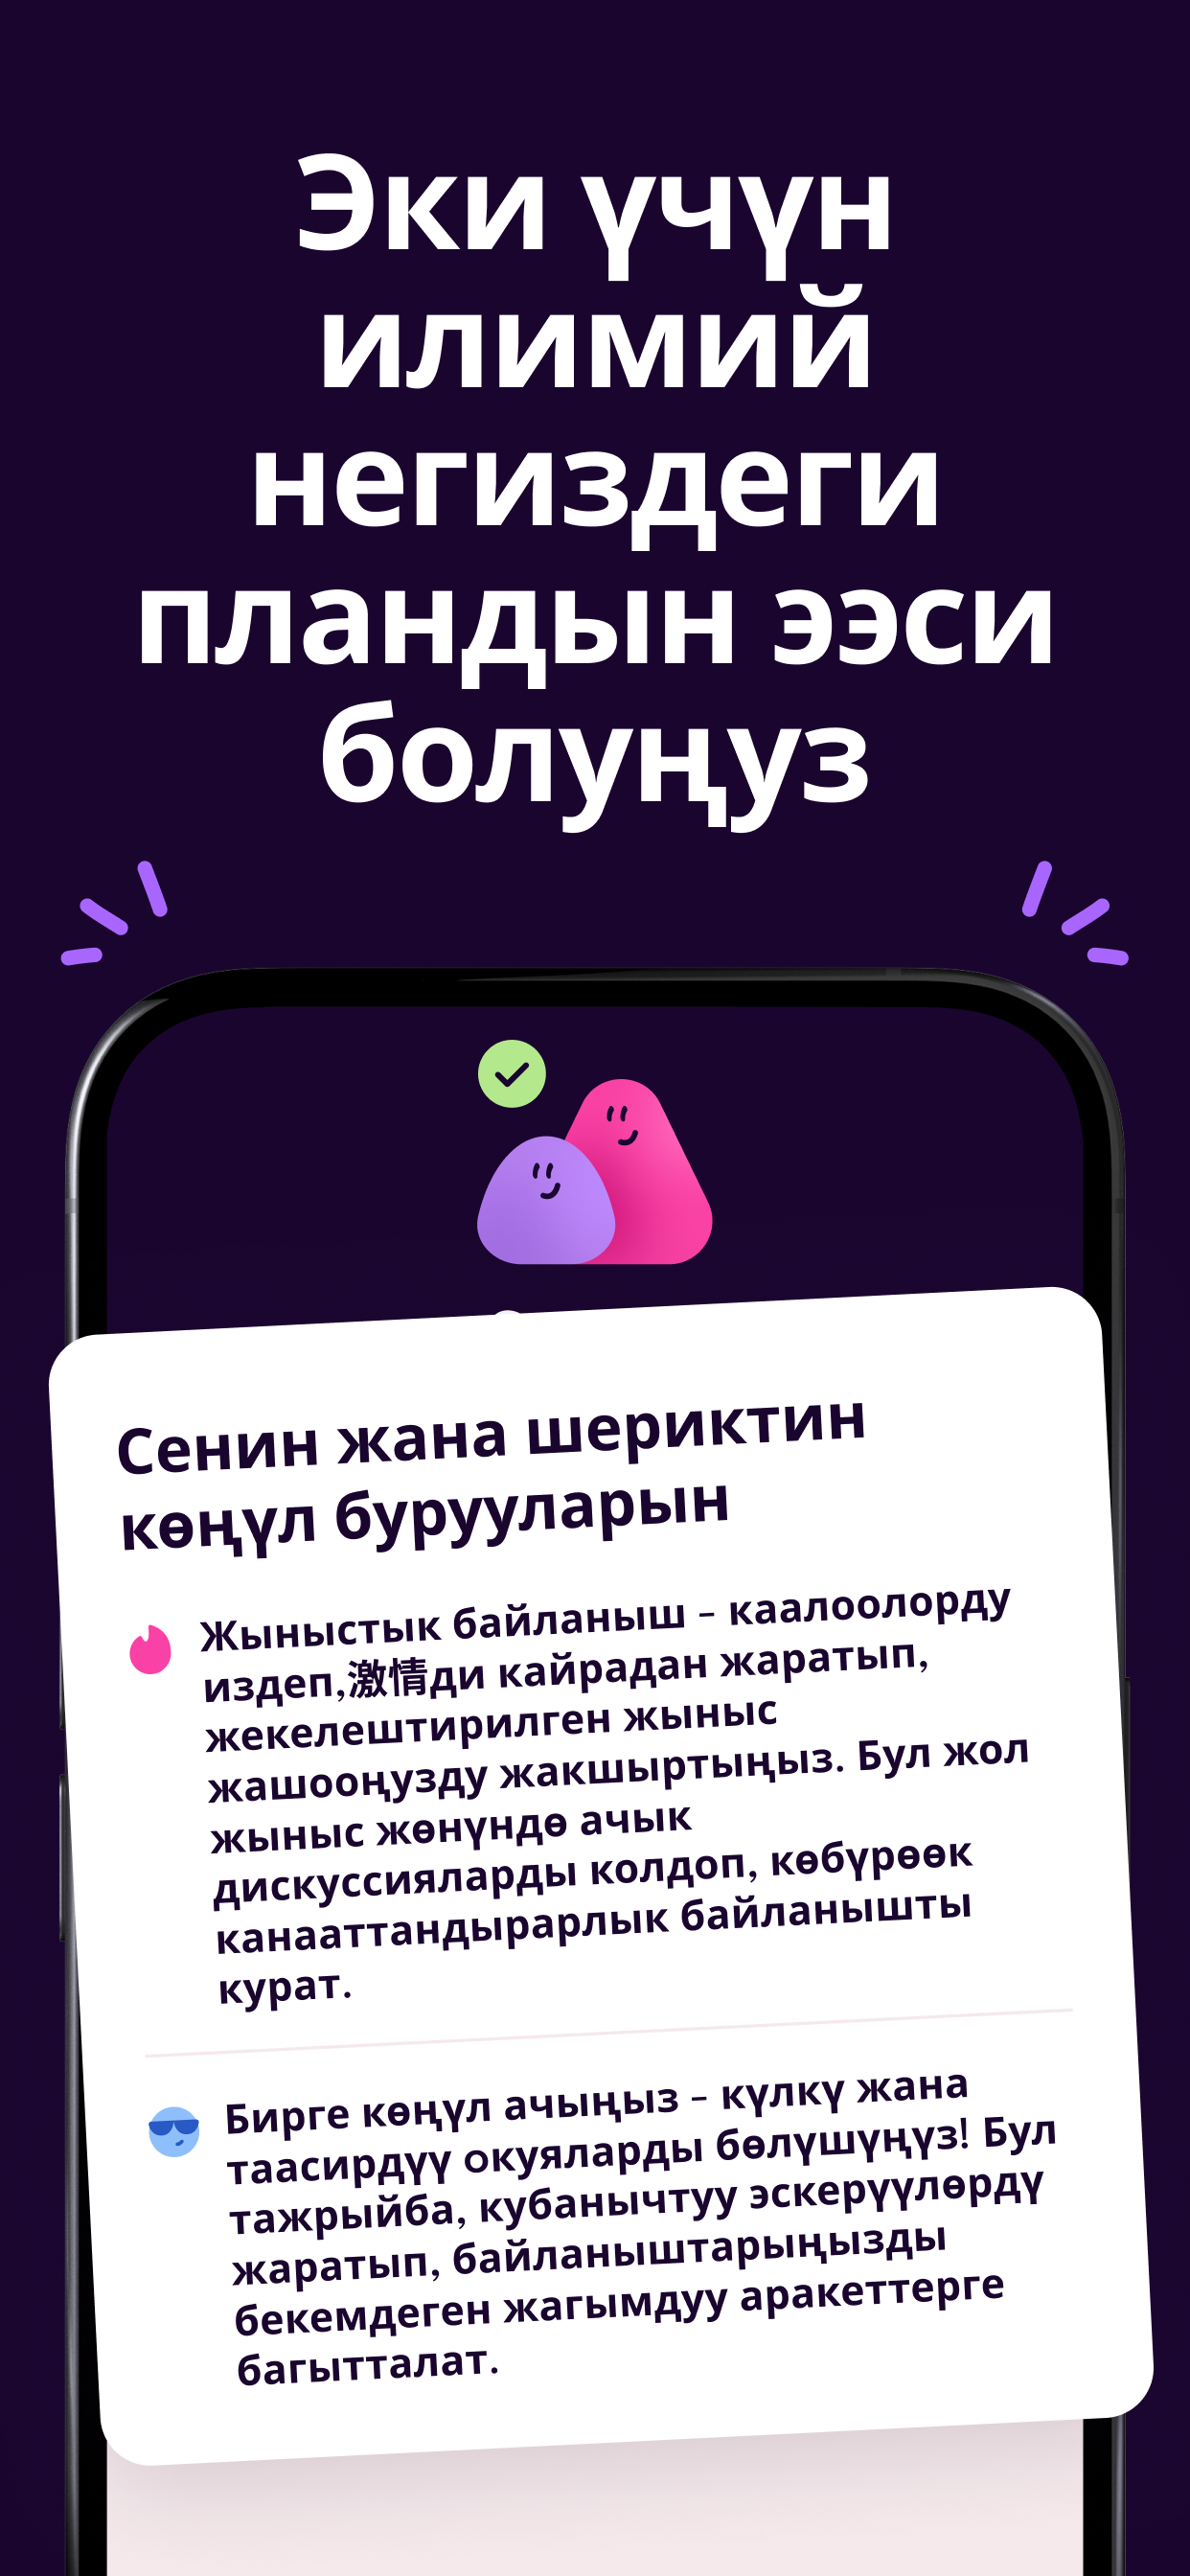 Эки үчүн
илимий
негиздеги
пландын ээси
болуңуз
Сенин жана шериктин
көңүл бурууларын
Жыныстык байланыш – каалоолорду
издеп,激情ди кайрадан жаратып,
жекелештирилген жыныс
жашооңузду жакшыртыңыз. Бул жол
жыныс жөнүндө ачык
дискуссияларды колдоп, көбүрөөк
канааттандырарлык байланышты
курат.
Бирге көңүл ачыңыз – күлкү жана
таасирдүү окуяларды бөлүшүңүз! Бул
тажрыйба, кубанычтуу эскерүүлөрдү
жаратып, байланыштарыңызды
бекемдеген жагымдуу аракеттерге
багытталат.